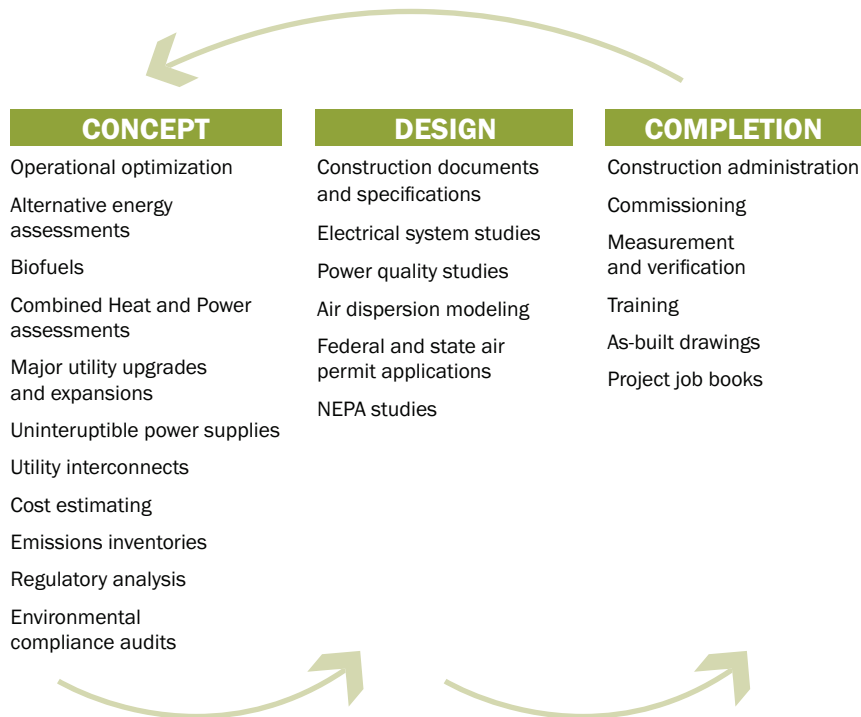 CONCEPT
Operational optimization
Alternative energy
assessments
Biofuels
Combined Heat and Power
assessments
Major utility upgrades
and expansions
Uninteruptible power supplies
Utility interconnects
Cost estimating
Emissions inventories
Regulatory analysis
Environmental
compliance audits
DESIGN
Construction documents
and specifications
Electrical system studies
Power quality studies
Air dispersion modeling
Federal and state air
permit applications
NEPA studies
COMPLETION
Construction administration
Commissioning
Measurement
and verification
Training
As-built drawings
Project job books